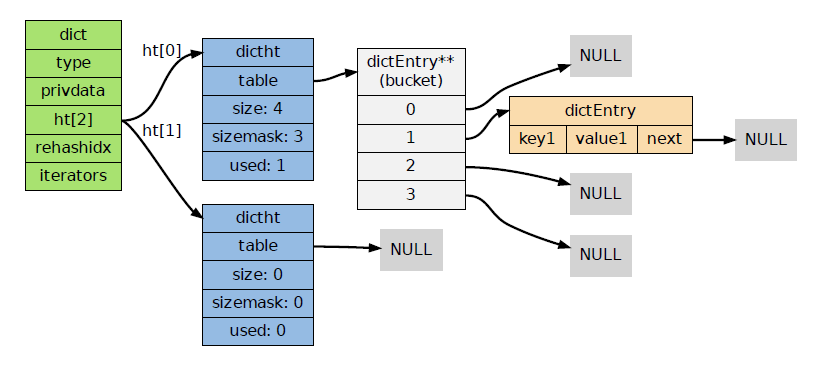 dict
type
privdata
ht[2]
rehashidx
iterators
ht[0]
ht[1]
dictht
table
size: 4
sizemask: 3
used: 1
dictht
table
size: 0
sizemask: 0
used: 0
dictEntry**
(bucket)
0
1
2
3
NULL
NULL
dictEntry
key1 value1 next
NULL
NULL
NULL